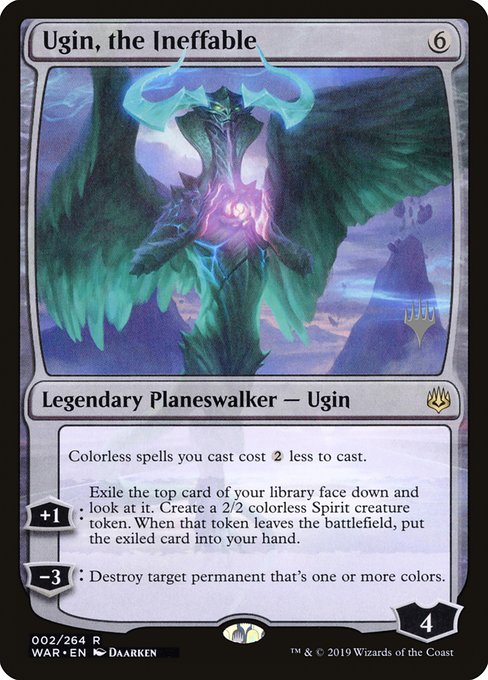 Ugin, the Ineffable 6
Legendary Planeswalker — Ugin
Colorless spells you cast cost 2 less to cast.
+1: Exile the top card of your library face down and
look at it. Create a 2/2 colorless Spirit creature
token. When that token leaves the battlefield, put
the exiled card into your hand.
−3: Destroy target permanent that's one or more colors.
4
002/264 R
WAR • EN Daarken
™ & © 2019 Wizards of the Coast